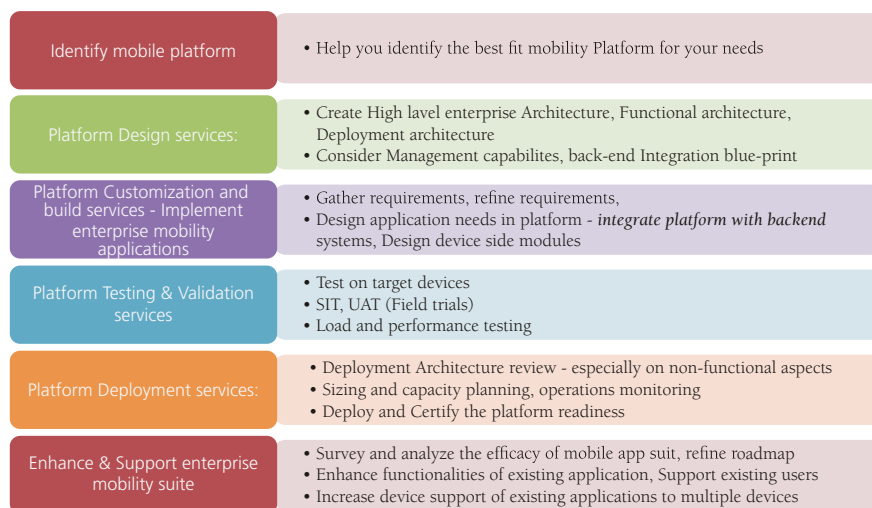 Identify mobile platform
• Help you identify the best fit mobility Platform for your needs
Platform Design services:
• Create High lavel enterprise Architecture, Functional architecture,
Deployment architecture
• Consider Management capabilites, back-end Integration blue-print
Platform Customization and
build services - Implement
enterprise mobility
applications
• Gather requirements, refine requirements,
• Design application needs in platform - integrate platform with backend
systems, Design device side modules
Platform Testing & Validation
services
• Test on target devices
• SIT, UAT (Field trials)
• Load and performance testing
Platform Deployment services:
• Deployment Architecture review - especially on non-functional aspects
• Sizing and capacity planning, operations monitoring
• Deploy and Certify the platform readiness
Enhance & Support enterprise
mobility suite
• Survey and analyze the efficacy of mobile app suit, refine roadmap
• Enhance functionalities of existing application, Support existing users
• Increase device support of existing applications to multiple devices